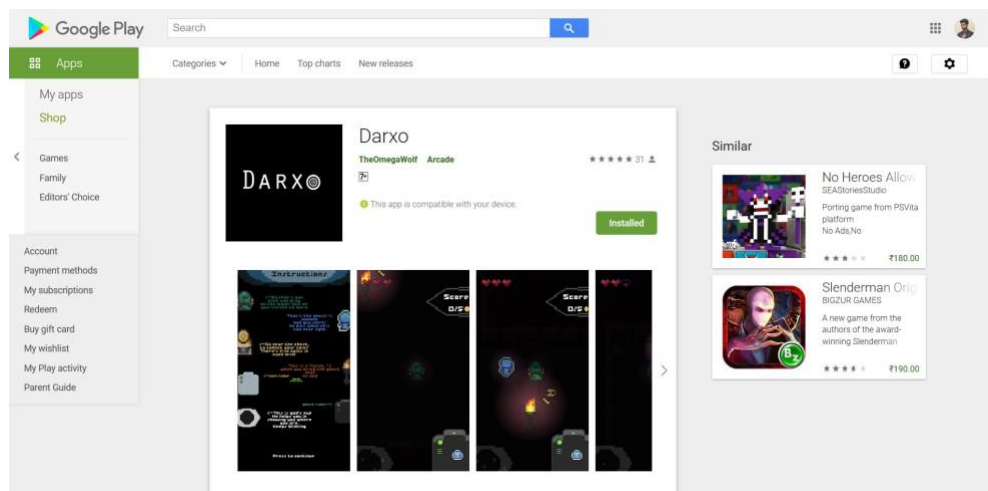 Google Play
Search
Apps
Categories
Home
Top charts
New releases
My apps
Shop
Games
Family
Editors' Choice
Account
Payment methods
My subscriptions
Redeem
Buy gift card
My wishlist
My Play activity
Parent Guide
DARXO
Darxo
TheOmegaWolf Arcade
31
7+
This app is compatible with your device.
Installed
Instructions
Press to continue
Score
0/5
Score
0/5
Similar
No Heroes Allow
SEAStoriesStudio
Porting game from PSVita
platform
No Ads,No
₹180.00
Slenderman Orig
BIGZUR GAMES
A new game from the
authors of the award-
winning Slenderman
₹190.00